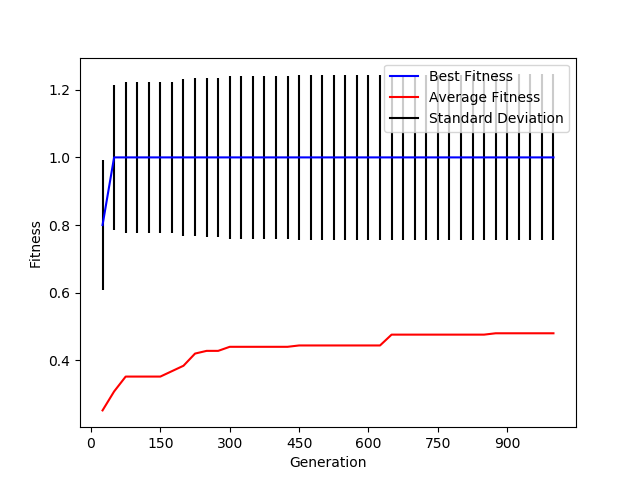 Best Fitness
Average Fitness
Standard Deviation
Fitness
1.2
1.0
0.8
0.6
0.4
0 150 300 450 600 750 900
Generation